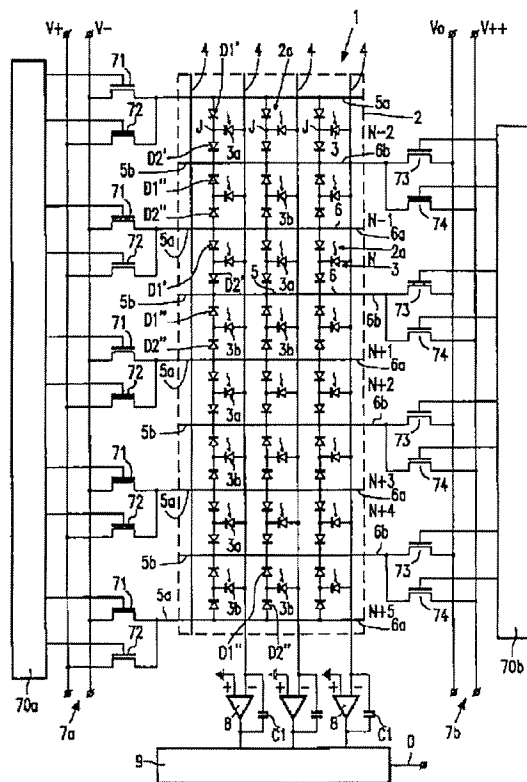 V+ V- 4 4 4 1 4 Va V++
71 D1' 2a 5a 2
J J J N-2
72 D2' 3a 3 6b
5b 73
D1"
D2" 3b 3b 6 N-1 74
71 5a 6a
2a
N
D1' D2' 3a 5 6 3
72 5b 6b 73
D1" 3b 3b
71 D2" N+1 74
5a 6a
N+2
72 3a 6b
5b 73
N+3 74
71 5a 6a
N+4
72 3a
5b 6b 73
3b 3b
71 5a N+5 74
6a
72 D1" D2"
70a 7a 7b 70b
+ - + - + -
8 8
C1 C1
9 O